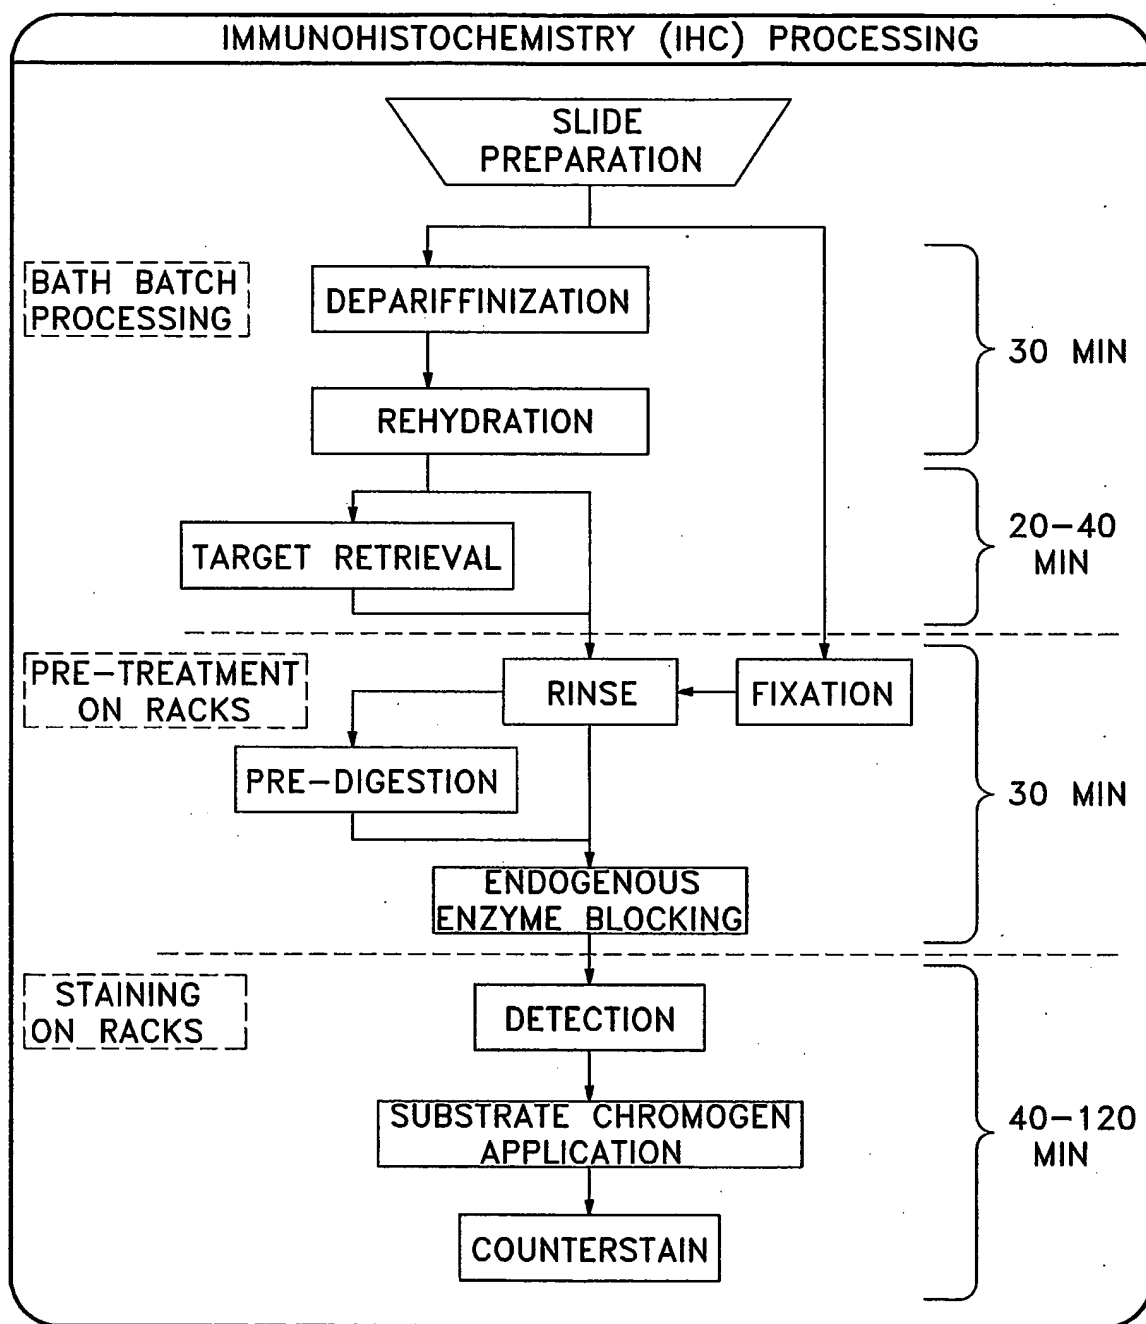 IMMUNOHISTOCHEMISTRY (IHC) PROCESSING
SLIDE
PREPARATION
BATH BATCH
PROCESSING
DEPARIFFINIZATION
30 MIN
REHYDRATION
TARGET RETRIEVAL
20-40
MIN
PRE-TREATMENT
ON RACKS
RINSE
FIXATION
PRE-DIGESTION
30 MIN
ENDOGENOUS
ENZYME BLOCKING
STAINING
ON RACKS
DETECTION
SUBSTRATE CHROMOGEN
APPLICATION
40-120
MIN
COUNTERSTAIN